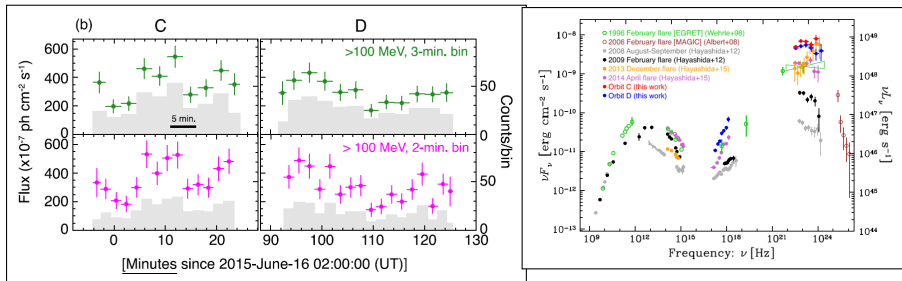 (b)
C
D
>100 MeV, 3-min. bin
600
400
200
0
5 min.
50
0
> 100 MeV, 2-min. bin
600
400
200
0
50
0
Flux (x10⁻⁷ ph cm⁻² s⁻¹)
Counts/bin
0 10 20 90 100 110 120 130
[Minutes since 2015-June-16 02:00:00 (UT)]
1996 February flare [EGRET] (Wehrle+98)
2006 February flare [MAGIC] (Albert+08)
2008 August-September (Hayashida+12)
2009 February flare (Hayashida+12)
2013 December flare (Hayashida+15)
2014 April flare (Hayashida+15)
Orbit C (this work)
Orbit D (this work)
10⁻⁸
10⁻⁹
10⁻¹⁰
10⁻¹¹
10⁻¹²
10⁻¹³
νFν [erg cm⁻² s⁻¹]
10⁴⁹
10⁴⁸
10⁴⁷
10⁴⁶
10⁴⁵
10⁴⁴
νLν [erg s⁻¹]
10⁹ 10¹² 10¹⁵ 10¹⁸ 10²¹ 10²⁴
Frequency: ν [Hz]